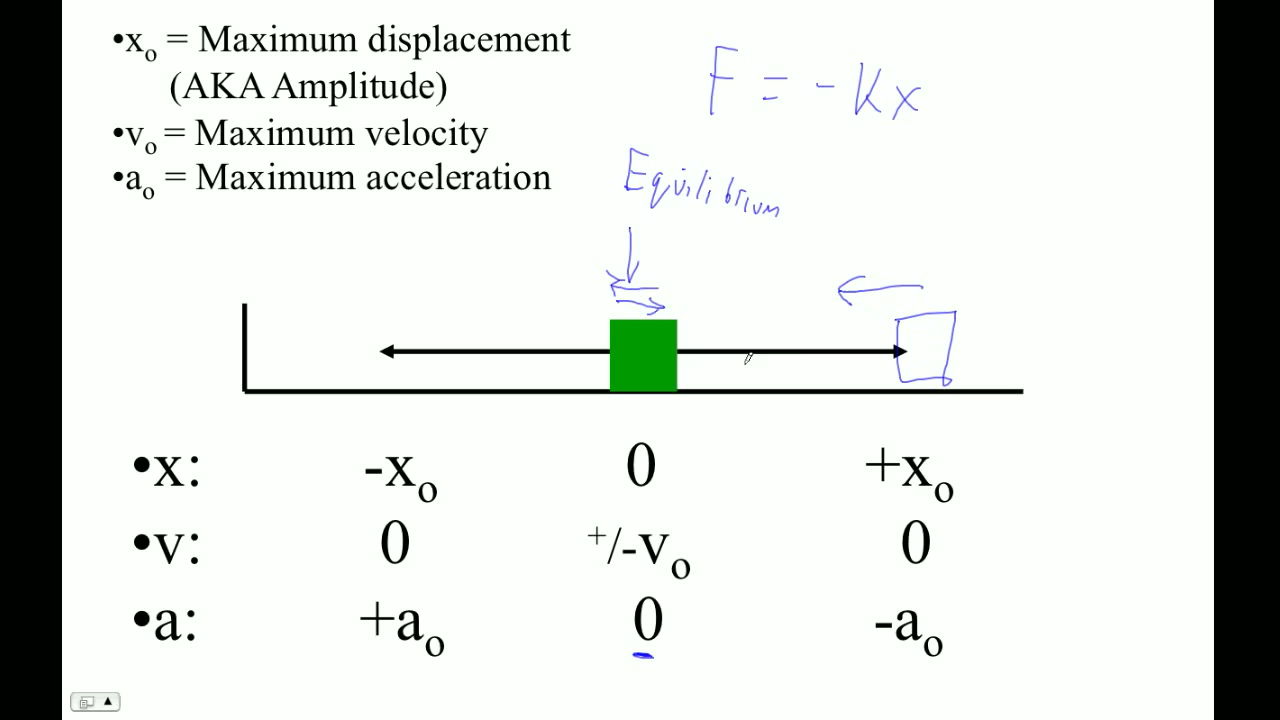 •xo = Maximum displacement
(AKA Amplitude)
•vo = Maximum velocity
•ao = Maximum acceleration
F = -kx
Equilibrium
•x: -xo 0 +xo
•v: 0 +/-vo 0
•a: +ao 0 -ao